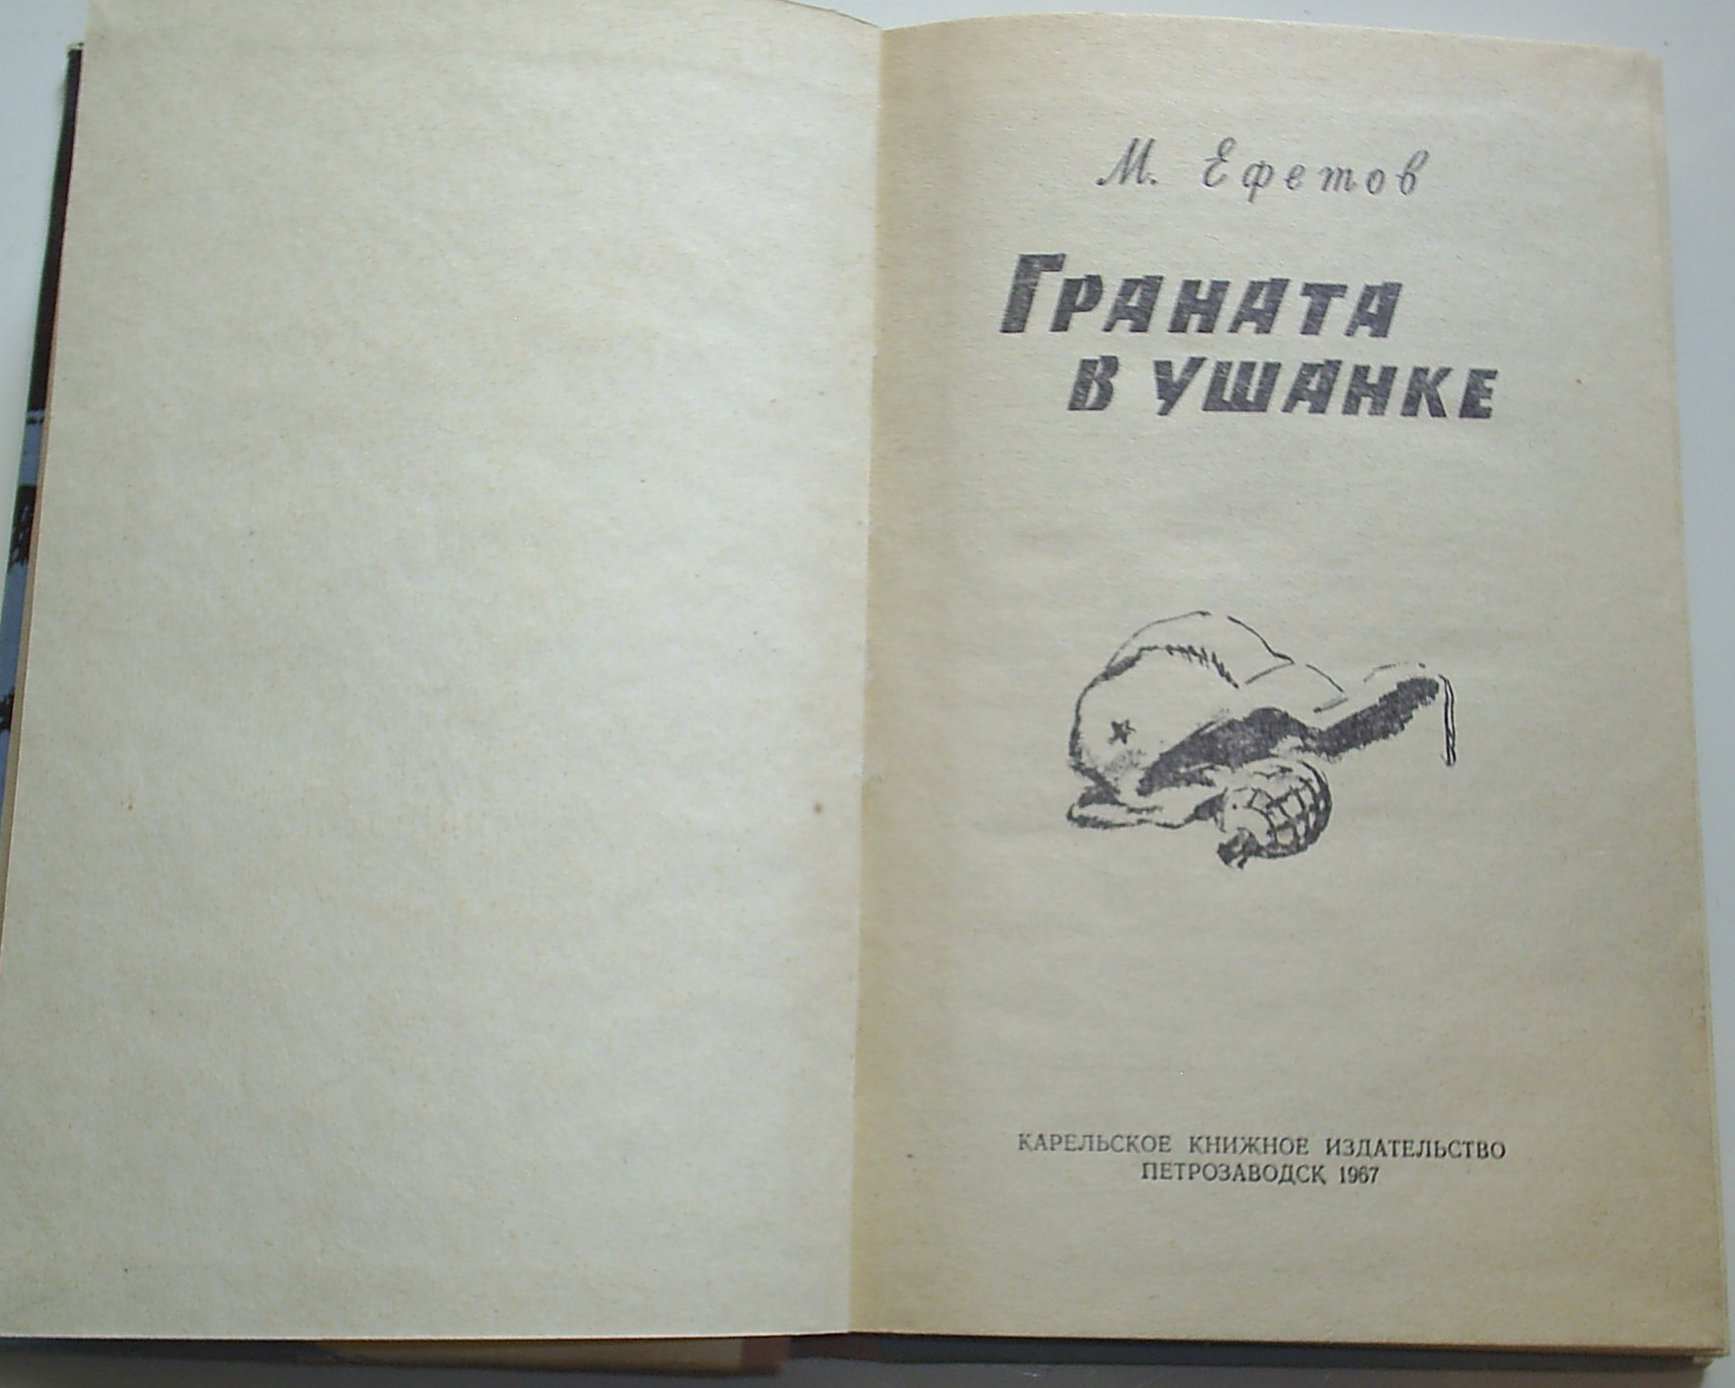 М. Ефетов
ГРАНАТА
В УШАНКЕ
КАРЕЛЬСКОЕ КНИЖНОЕ ИЗДАТЕЛЬСТВО
ПЕТРОЗАВОДСК 1967